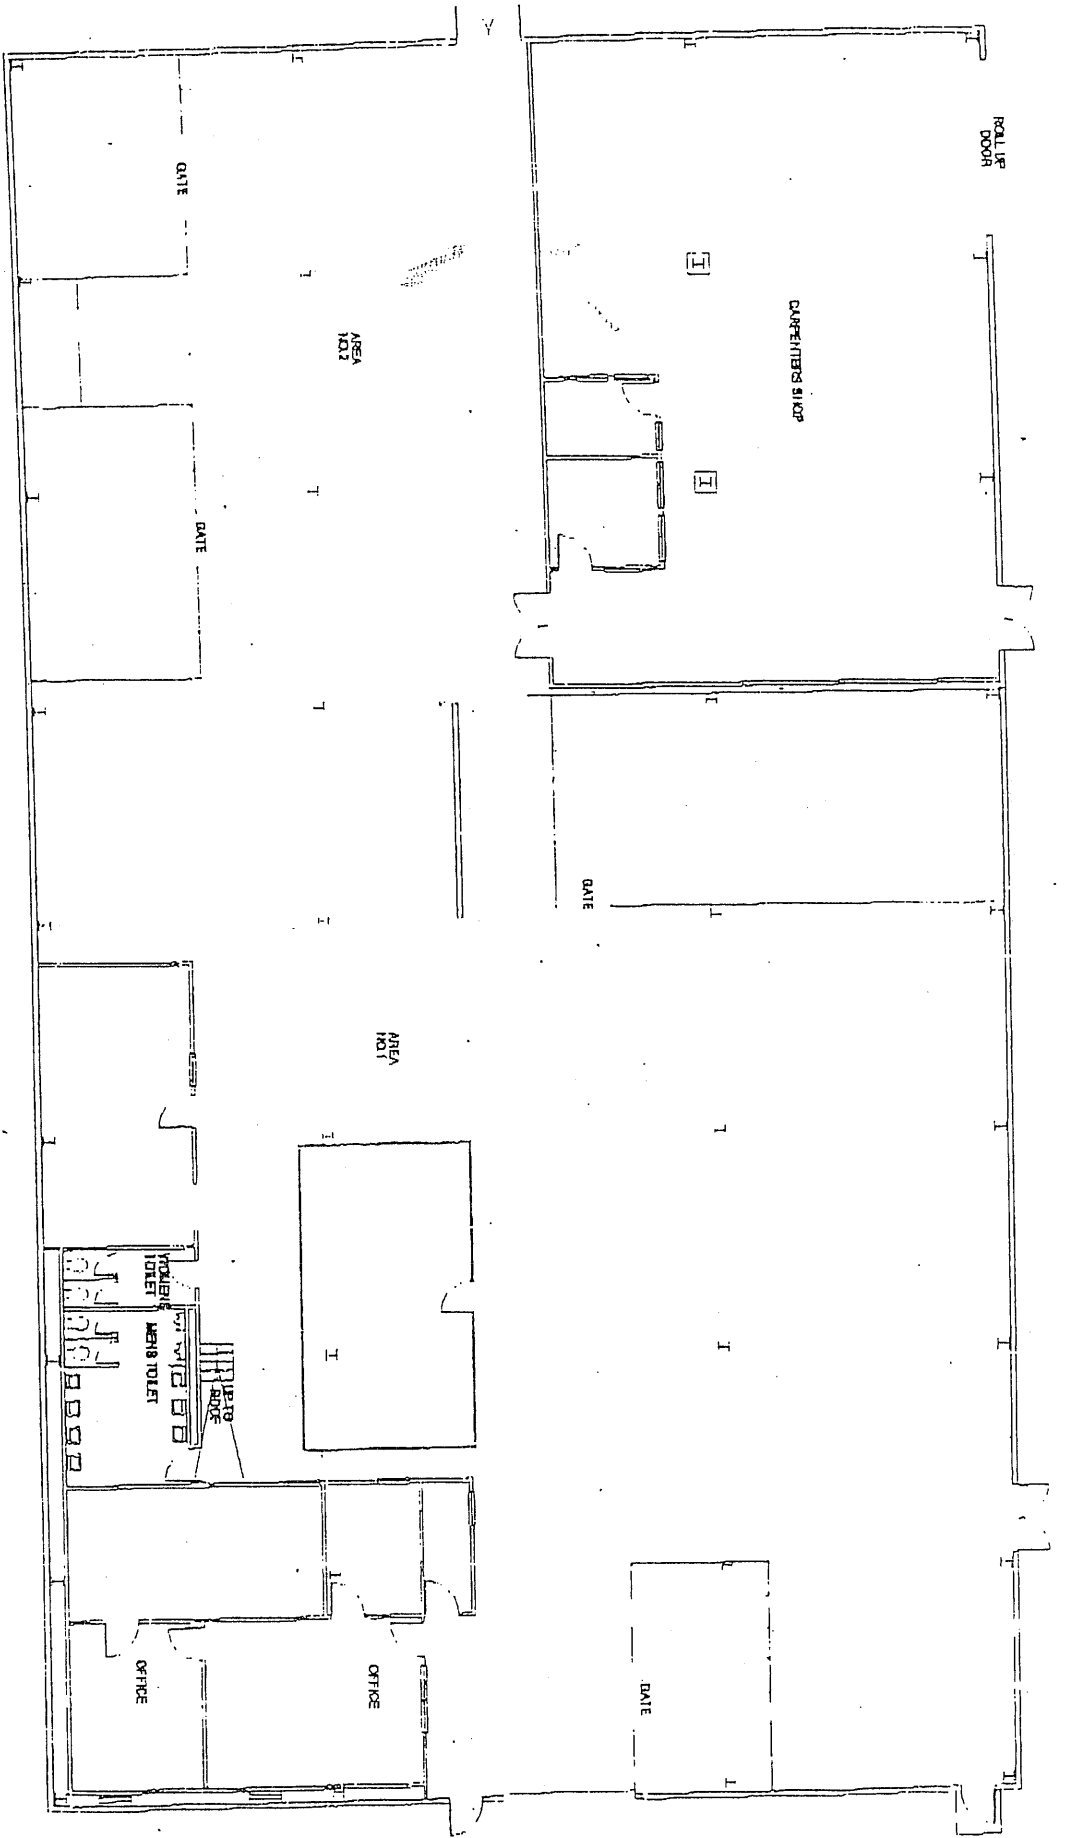 ROLL UP
DOOR
GATE
CARPENTERS SHOP
AREA
NO.2
GATE
GATE
AREA
NO.1
WOMENS
TOILET
MENS TOILET
UP TO
ROOF
OFFICE
OFFICE
GATE